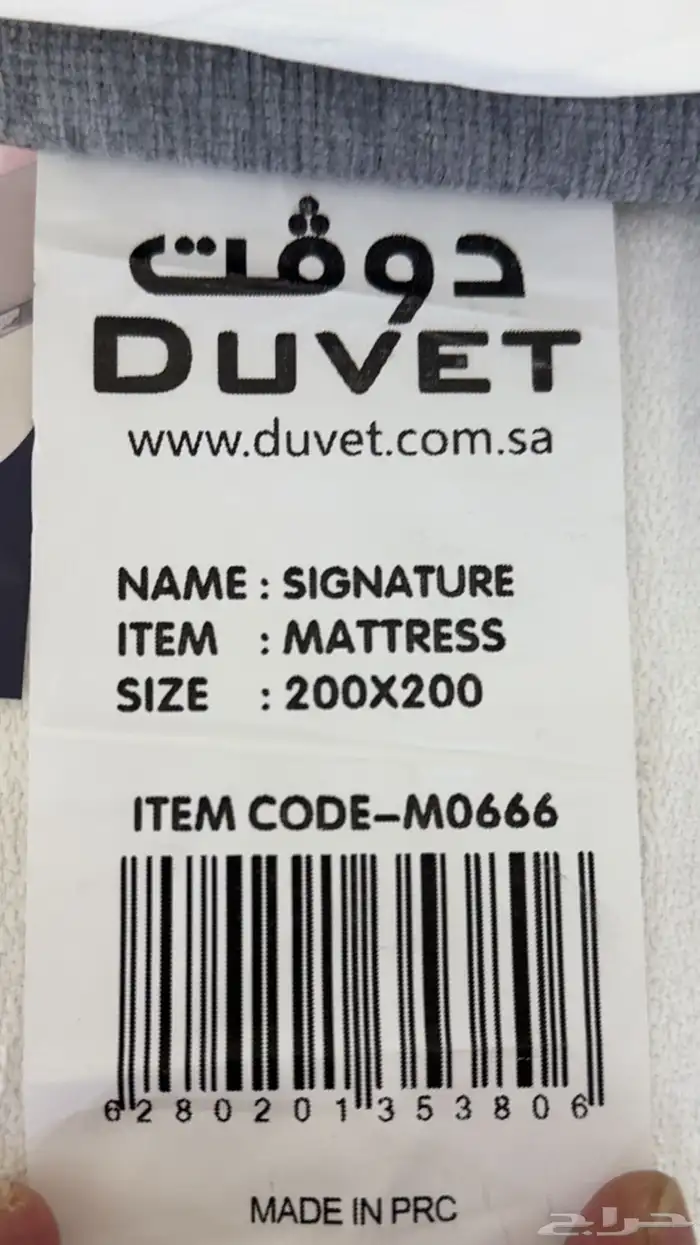 دوڤت
DUVET
www.duvet.com.sa
NAME : SIGNATURE
ITEM : MATTRESS
SIZE : 200X200
ITEM CODE-M0666
6280201353806
MADE IN PRC
حراج